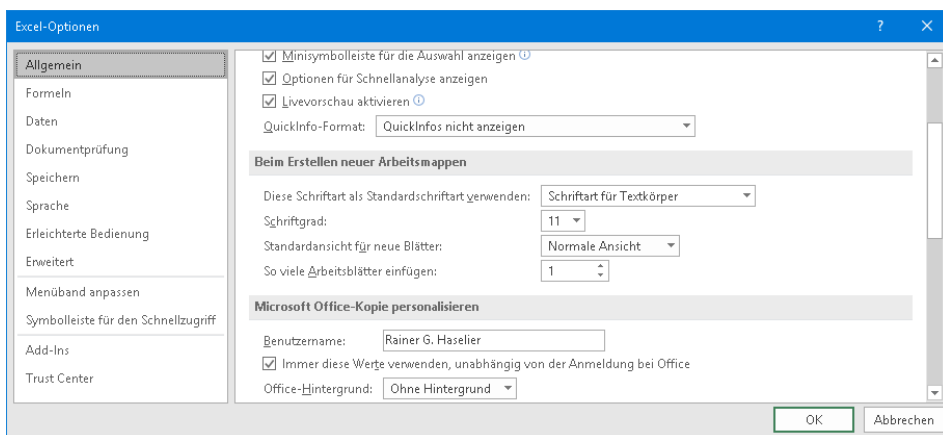 Excel-Optionen
? ×
Allgemein
Formeln
Daten
Dokumentprüfung
Speichern
Sprache
Erleichterte Bedienung
Erweitert
Menüband anpassen
Symbolleiste für den Schnellzugriff
Add-Ins
Trust Center
Minisymbolleiste für die Auswahl anzeigen
Optionen für Schnellanalyse anzeigen
Livevorschau aktivieren
QuickInfo-Format: QuickInfos nicht anzeigen
Beim Erstellen neuer Arbeitsmappen
Diese Schriftart als Standardschriftart verwenden: Schriftart für Textkörper
Schriftgrad: 11
Standardansicht für neue Blätter: Normale Ansicht
So viele Arbeitsblätter einfügen: 1
Microsoft Office-Kopie personalisieren
Benutzername: Rainer G. Haselier
Immer diese Werte verwenden, unabhängig von der Anmeldung bei Office
Office-Hintergrund: Ohne Hintergrund
OK Abbrechen